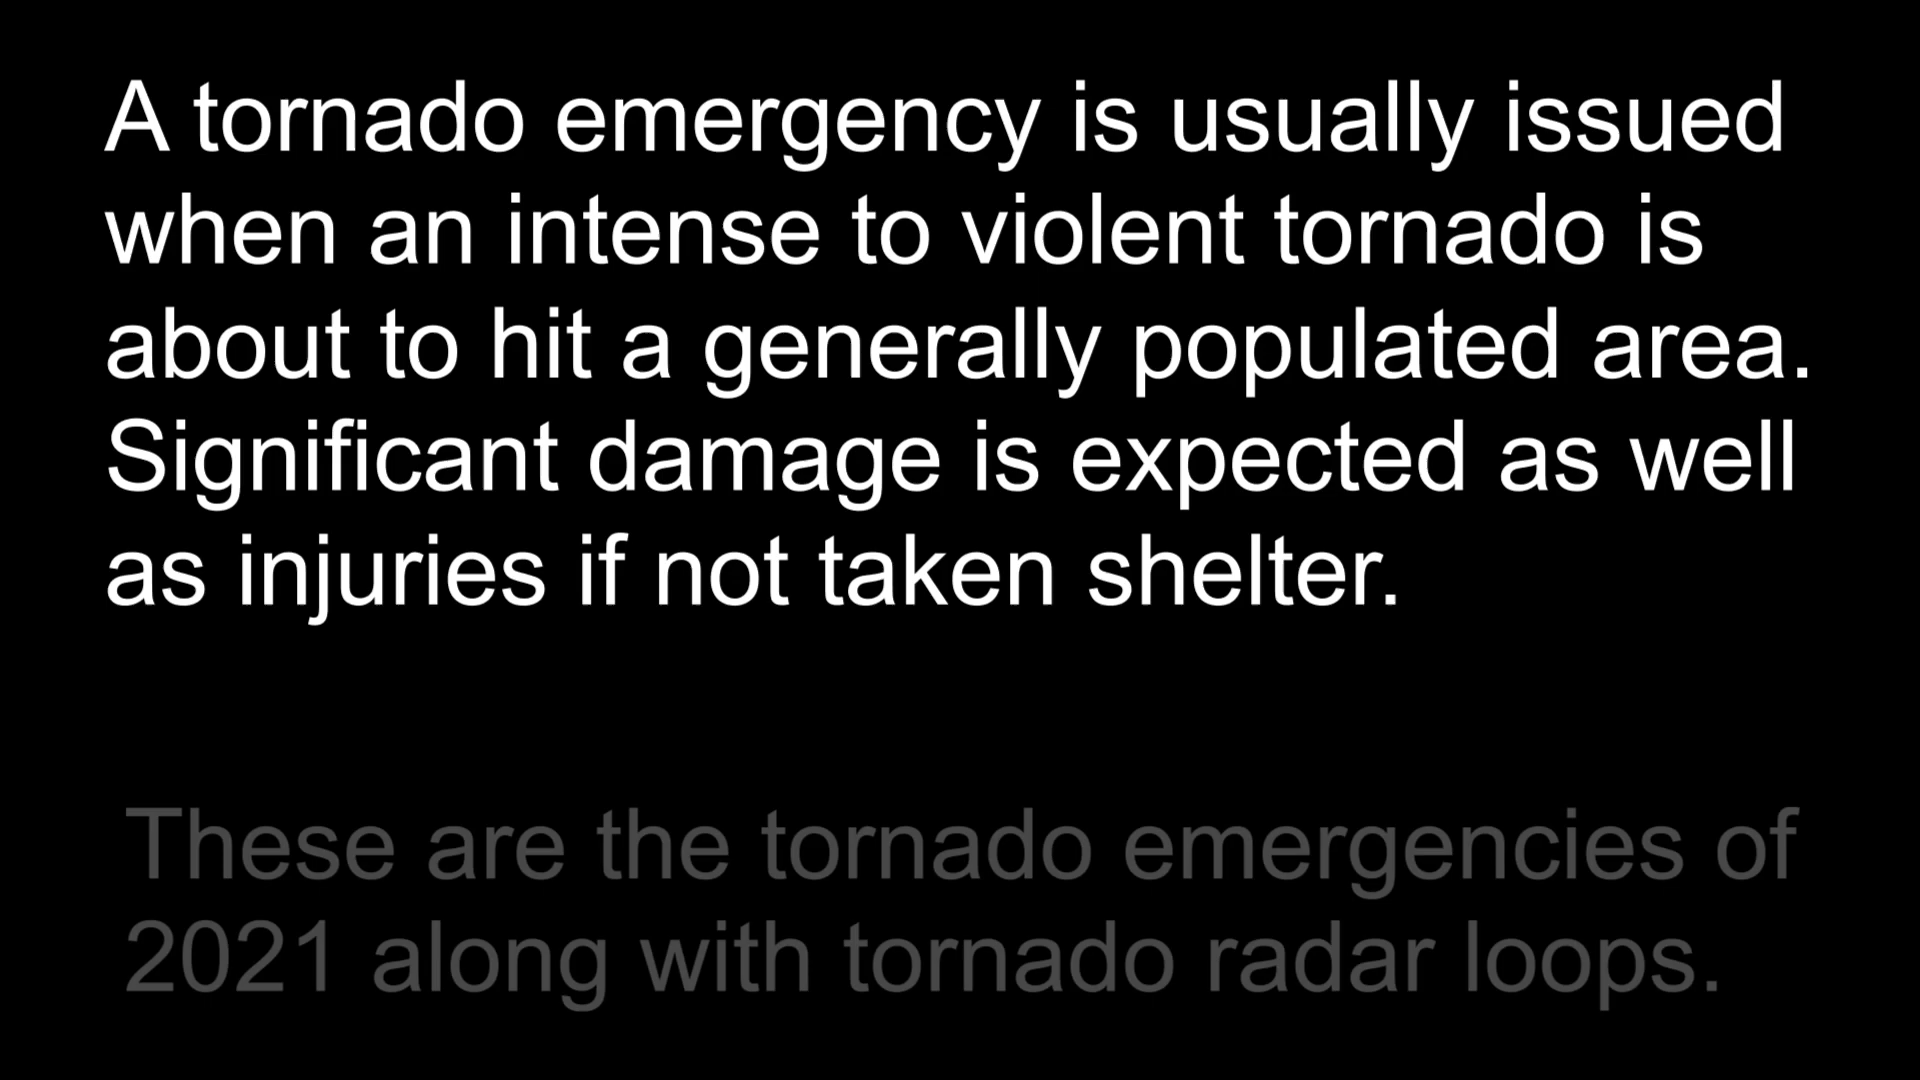 A tornado emergency is usually issued
when an intense to violent tornado is
about to hit a generally populated area.
Significant damage is expected as well
as injuries if not taken shelter.
These are the tornado emergencies of
2021 along with tornado radar loops.